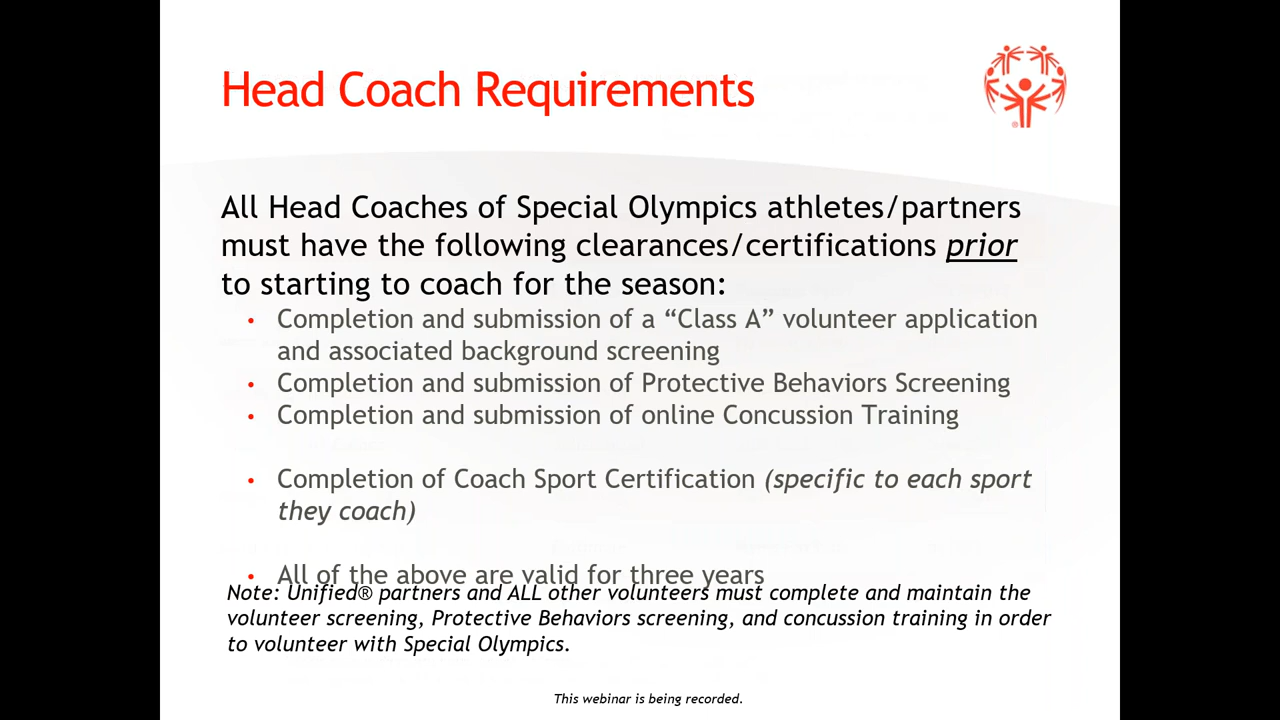 Head Coach Requirements
All Head Coaches of Special Olympics athletes/partners
must have the following clearances/certifications prior
to starting to coach for the season:
• Completion and submission of a “Class A” volunteer application
and associated background screening
• Completion and submission of Protective Behaviors Screening
• Completion and submission of online Concussion Training
• Completion of Coach Sport Certification (specific to each sport
they coach)
• All of the above are valid for three years
Note: Unified® partners and ALL other volunteers must complete and maintain the
volunteer screening, Protective Behaviors screening, and concussion training in order
to volunteer with Special Olympics.
This webinar is being recorded.